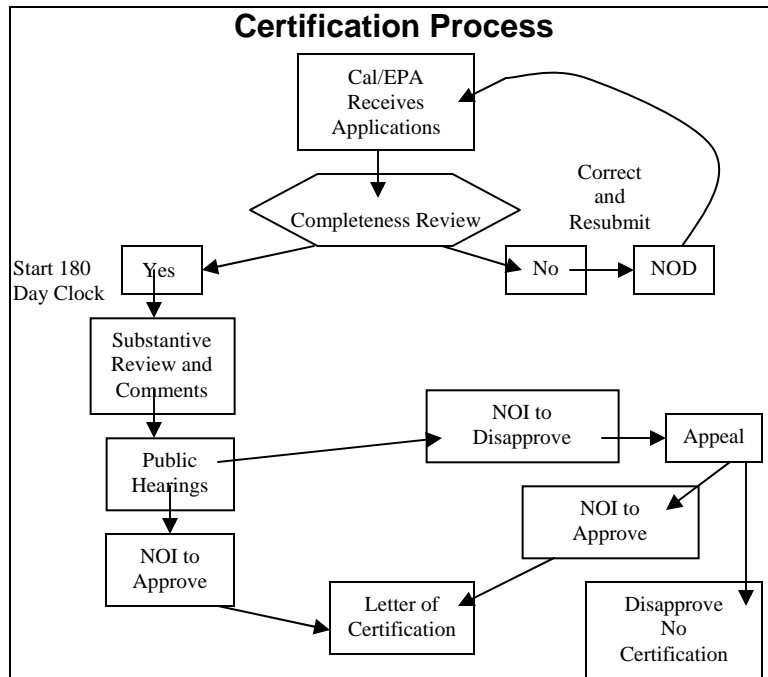 Certification Process
Cal/EPA
Receives
Applications
Correct
and
Resubmit
Completeness Review
Start 180
Day Clock
Yes
No
NOD
Substantive
Review and
Comments
NOI to
Disapprove
Appeal
Public
Hearings
NOI to
Approve
NOI to
Approve
Letter of
Certification
Disapprove
No
Certification